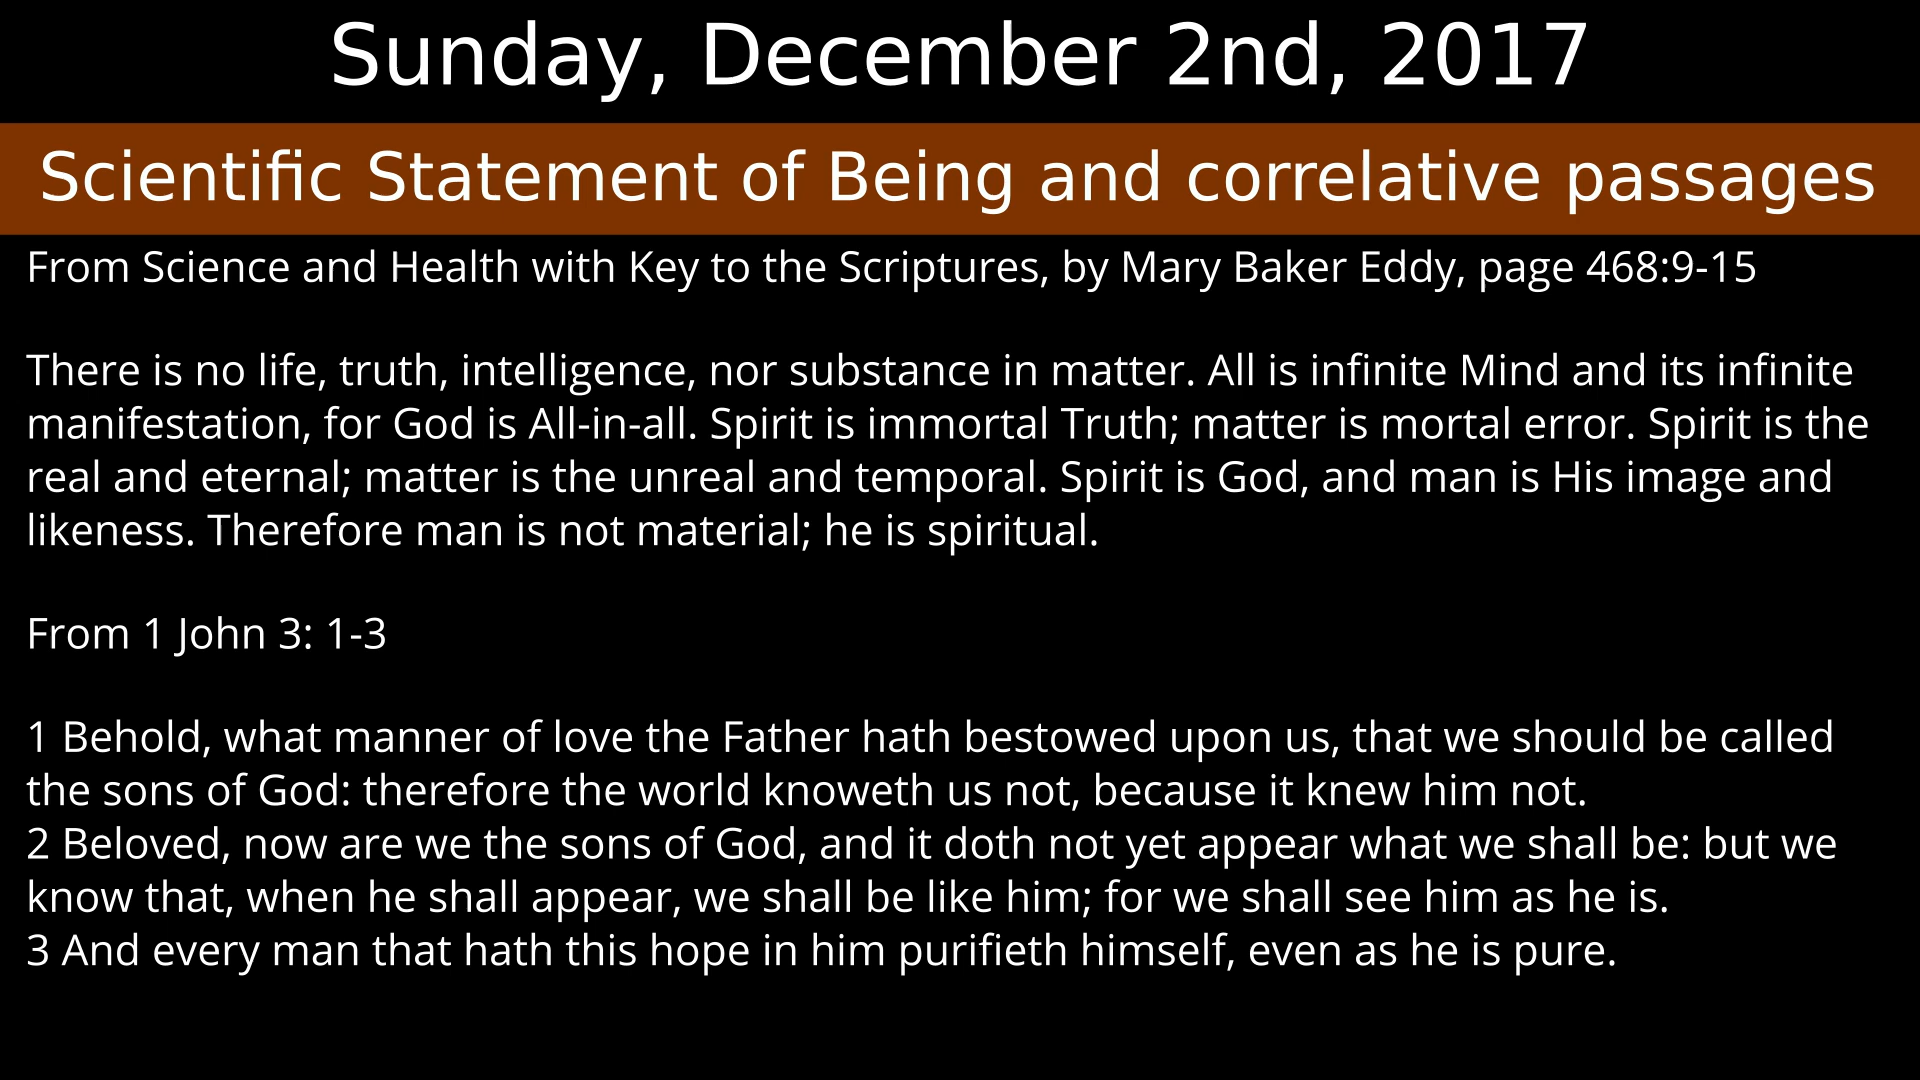 Sunday, December 2nd, 2017
Scientific Statement of Being and correlative passages
From Science and Health with Key to the Scriptures, by Mary Baker Eddy, page 468:9-15
There is no life, truth, intelligence, nor substance in matter. All is infinite Mind and its infinite
manifestation, for God is All-in-all. Spirit is immortal Truth; matter is mortal error. Spirit is the
real and eternal; matter is the unreal and temporal. Spirit is God, and man is His image and
likeness. Therefore man is not material; he is spiritual.
From 1 John 3: 1-3
1 Behold, what manner of love the Father hath bestowed upon us, that we should be called
the sons of God: therefore the world knoweth us not, because it knew him not.
2 Beloved, now are we the sons of God, and it doth not yet appear what we shall be: but we
know that, when he shall appear, we shall be like him; for we shall see him as he is.
3 And every man that hath this hope in him purifieth himself, even as he is pure.